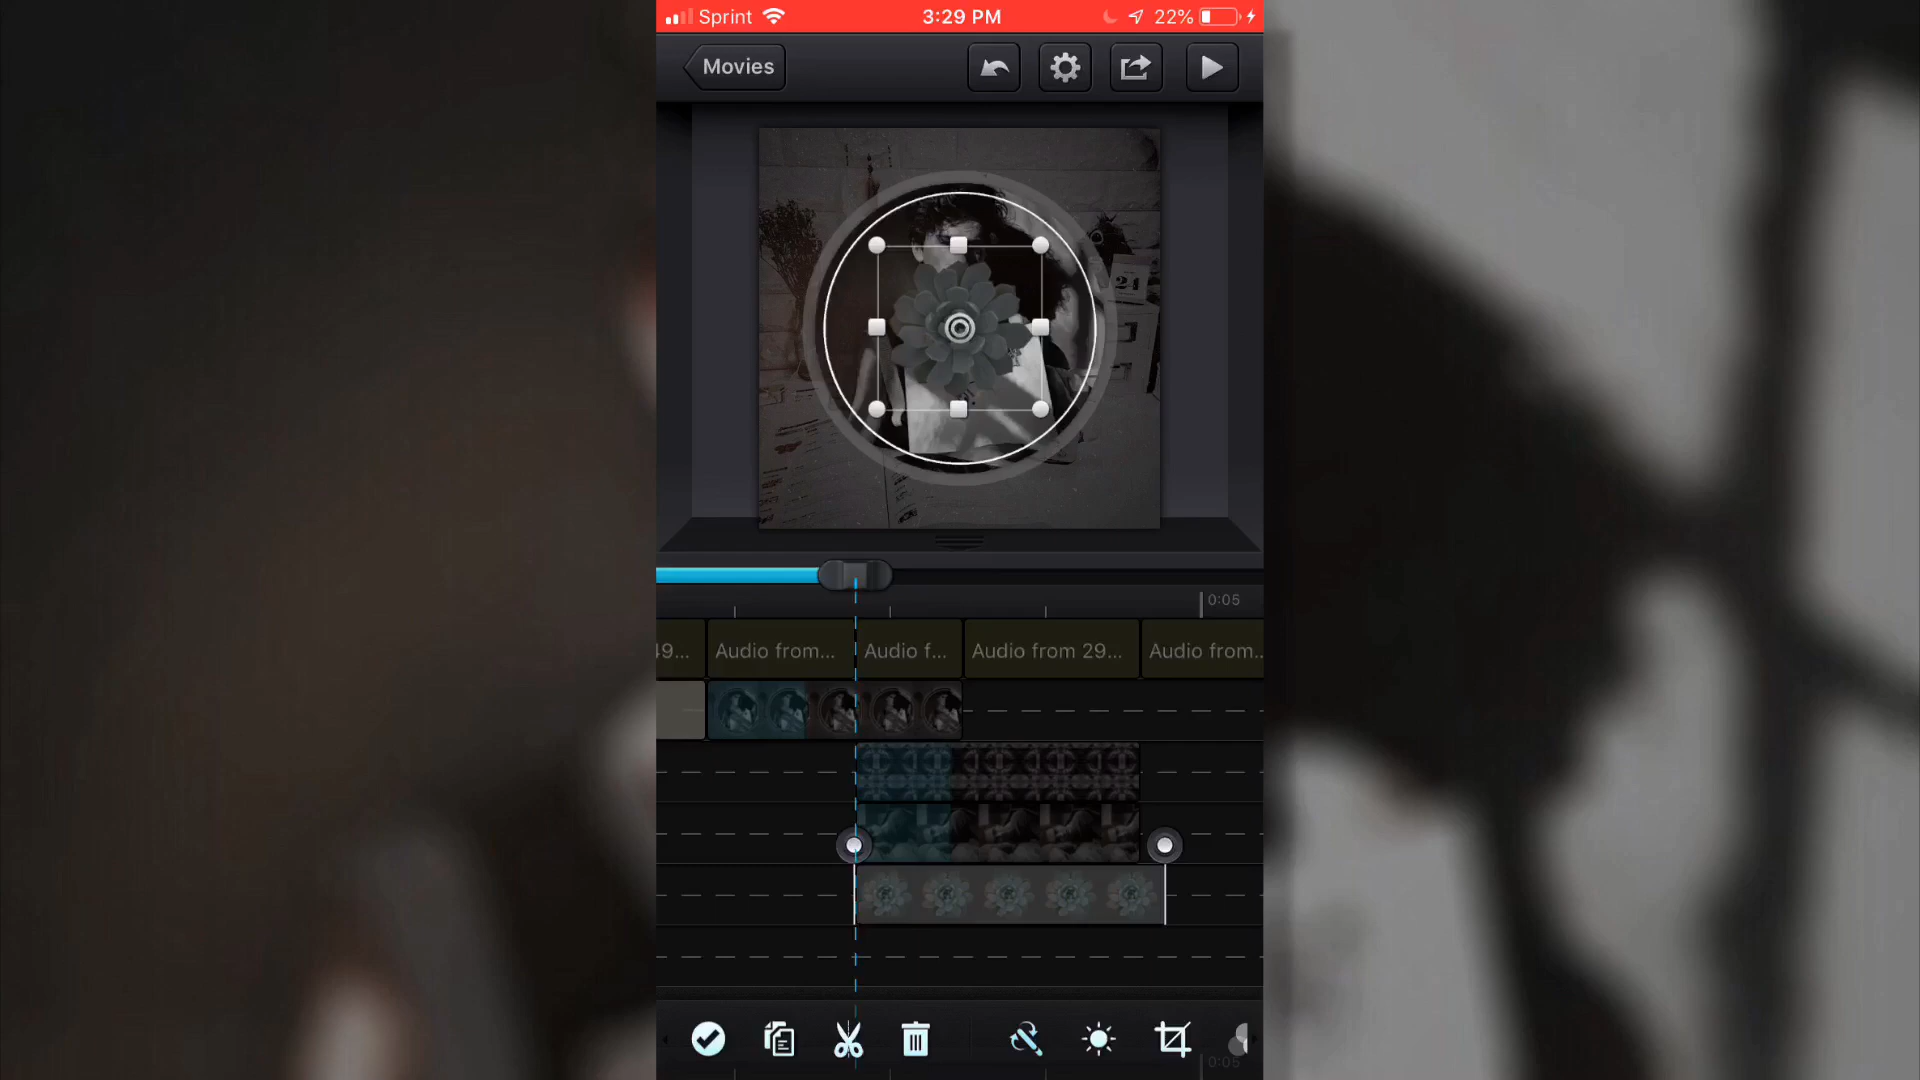 Sprint 3:29 PM 22%
Movies
24
0:05
49... Audio from... Audio f... Audio from 29... Audio from...
0:05